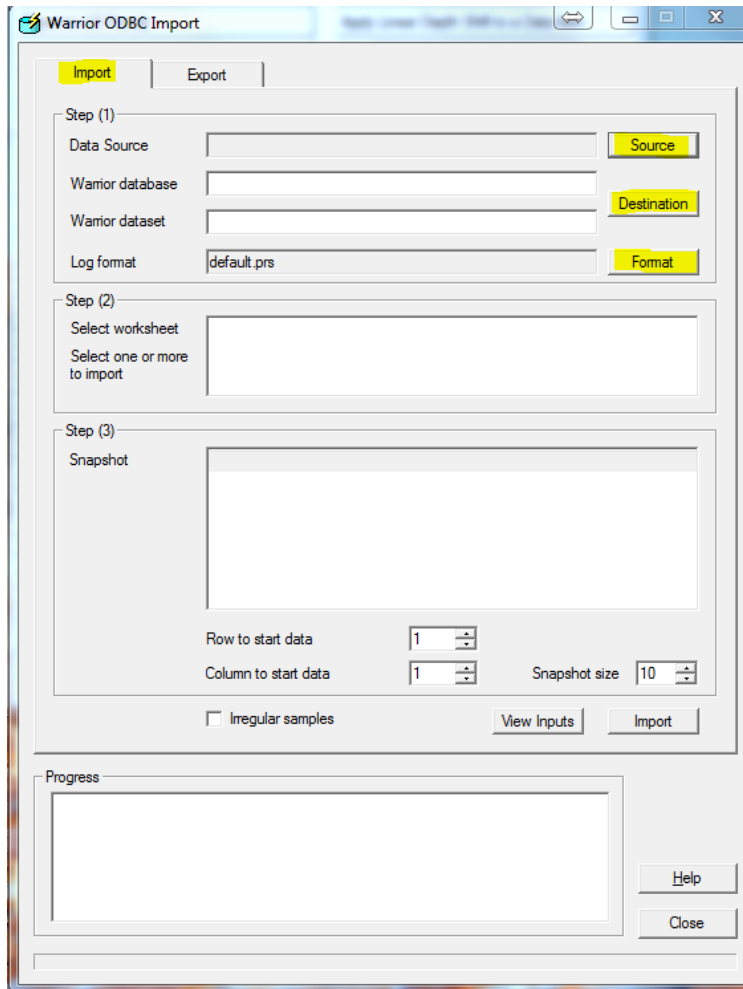 Warrior ODBC Import
Import
Export
Step (1)
Data Source
Source
Warrior database
Destination
Warrior dataset
Log format
default.prs
Format
Step (2)
Select worksheet
Select one or more
to import
Step (3)
Snapshot
Row to start data
1
Column to start data
1
Snapshot size
10
Irregular samples
View Inputs
Import
Progress
Help
Close